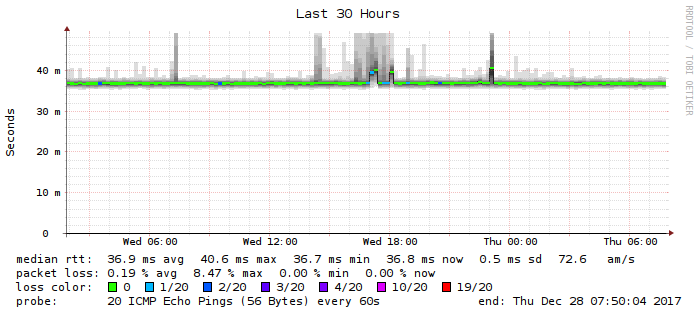 Last 30 Hours
RRDTOOL / TOBI OETIKER
Seconds
40 m
30 m
20 m
10 m
0
Wed 06:00 Wed 12:00 Wed 18:00 Thu 00:00 Thu 06:00
median rtt: 36.9 ms avg 40.6 ms max 36.7 ms min 36.8 ms now 0.5 ms sd 72.6 am/s
packet loss: 0.19 % avg 8.47 % max 0.00 % min 0.00 % now
loss color: 0 1/20 2/20 3/20 4/20 10/20 19/20
probe: 20 ICMP Echo Pings (56 Bytes) every 60s end: Thu Dec 28 07:50:04 2017